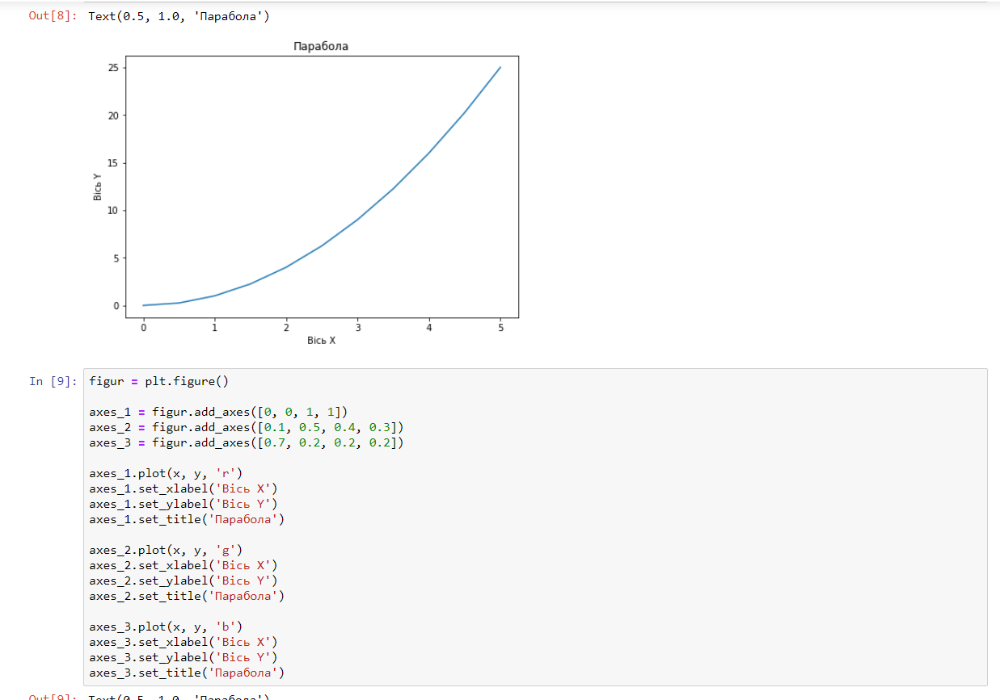 Out[8]: Text(0.5, 1.0, 'Парабола')
Парабола
25
20
15
10
5
0
Вісь Y
0 1 2 3 4 5
Вісь X
In [9]: figur = plt.figure()
axes_1 = figur.add_axes([0, 0, 1, 1])
axes_2 = figur.add_axes([0.1, 0.5, 0.4, 0.3])
axes_3 = figur.add_axes([0.7, 0.2, 0.2, 0.2])
axes_1.plot(x, y, 'r')
axes_1.set_xlabel('Вісь X')
axes_1.set_ylabel('Вісь Y')
axes_1.set_title('Парабола')
axes_2.plot(x, y, 'g')
axes_2.set_xlabel('Вісь X')
axes_2.set_ylabel('Вісь Y')
axes_2.set_title('Парабола')
axes_3.plot(x, y, 'b')
axes_3.set_xlabel('Вісь X')
axes_3.set_ylabel('Вісь Y')
axes_3.set_title('Парабола')
Out[9]: Text(0.5, 1.0, 'Парабола')